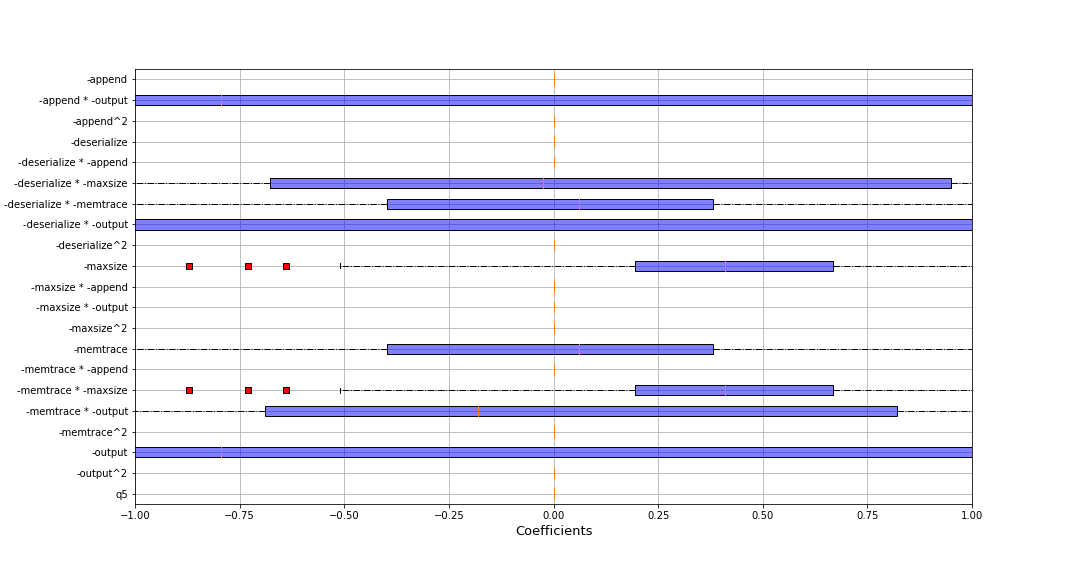 -append
-append * -output
-append^2
-deserialize
-deserialize * -append
-deserialize * -maxsize
-deserialize * -memtrace
-deserialize * -output
-deserialize^2
-maxsize
-maxsize * -append
-maxsize * -output
-maxsize^2
-memtrace
-memtrace * -append
-memtrace * -maxsize
-memtrace * -output
-memtrace^2
-output
-output^2
q5
−1.00 −0.75 −0.50 −0.25 0.00 0.25 0.50 0.75 1.00
Coefficients